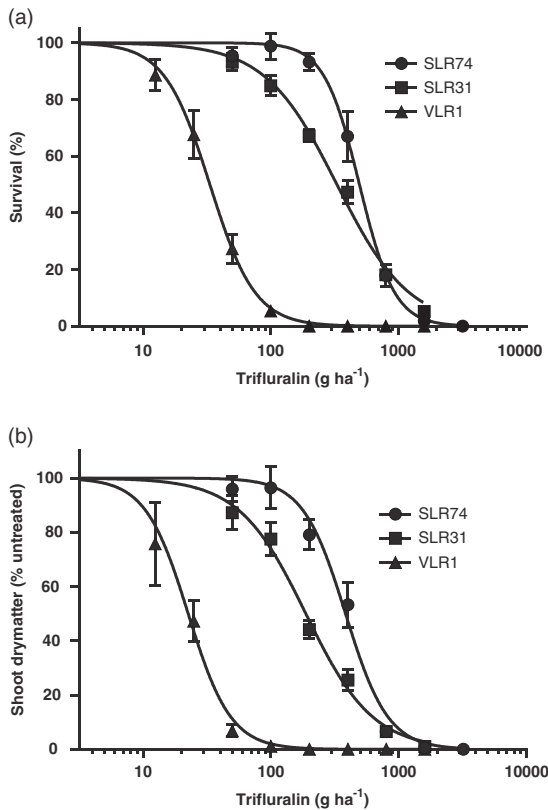 (a)
100
80
60
40
20
0
Survival (%)
SLR74
SLR31
VLR1
10 100 1000 10000
Trifluralin (g ha-1)
(b)
100
80
60
40
20
0
Shoot drymatter (% untreated)
SLR74
SLR31
VLR1
10 100 1000 10000
Trifluralin (g ha-1)